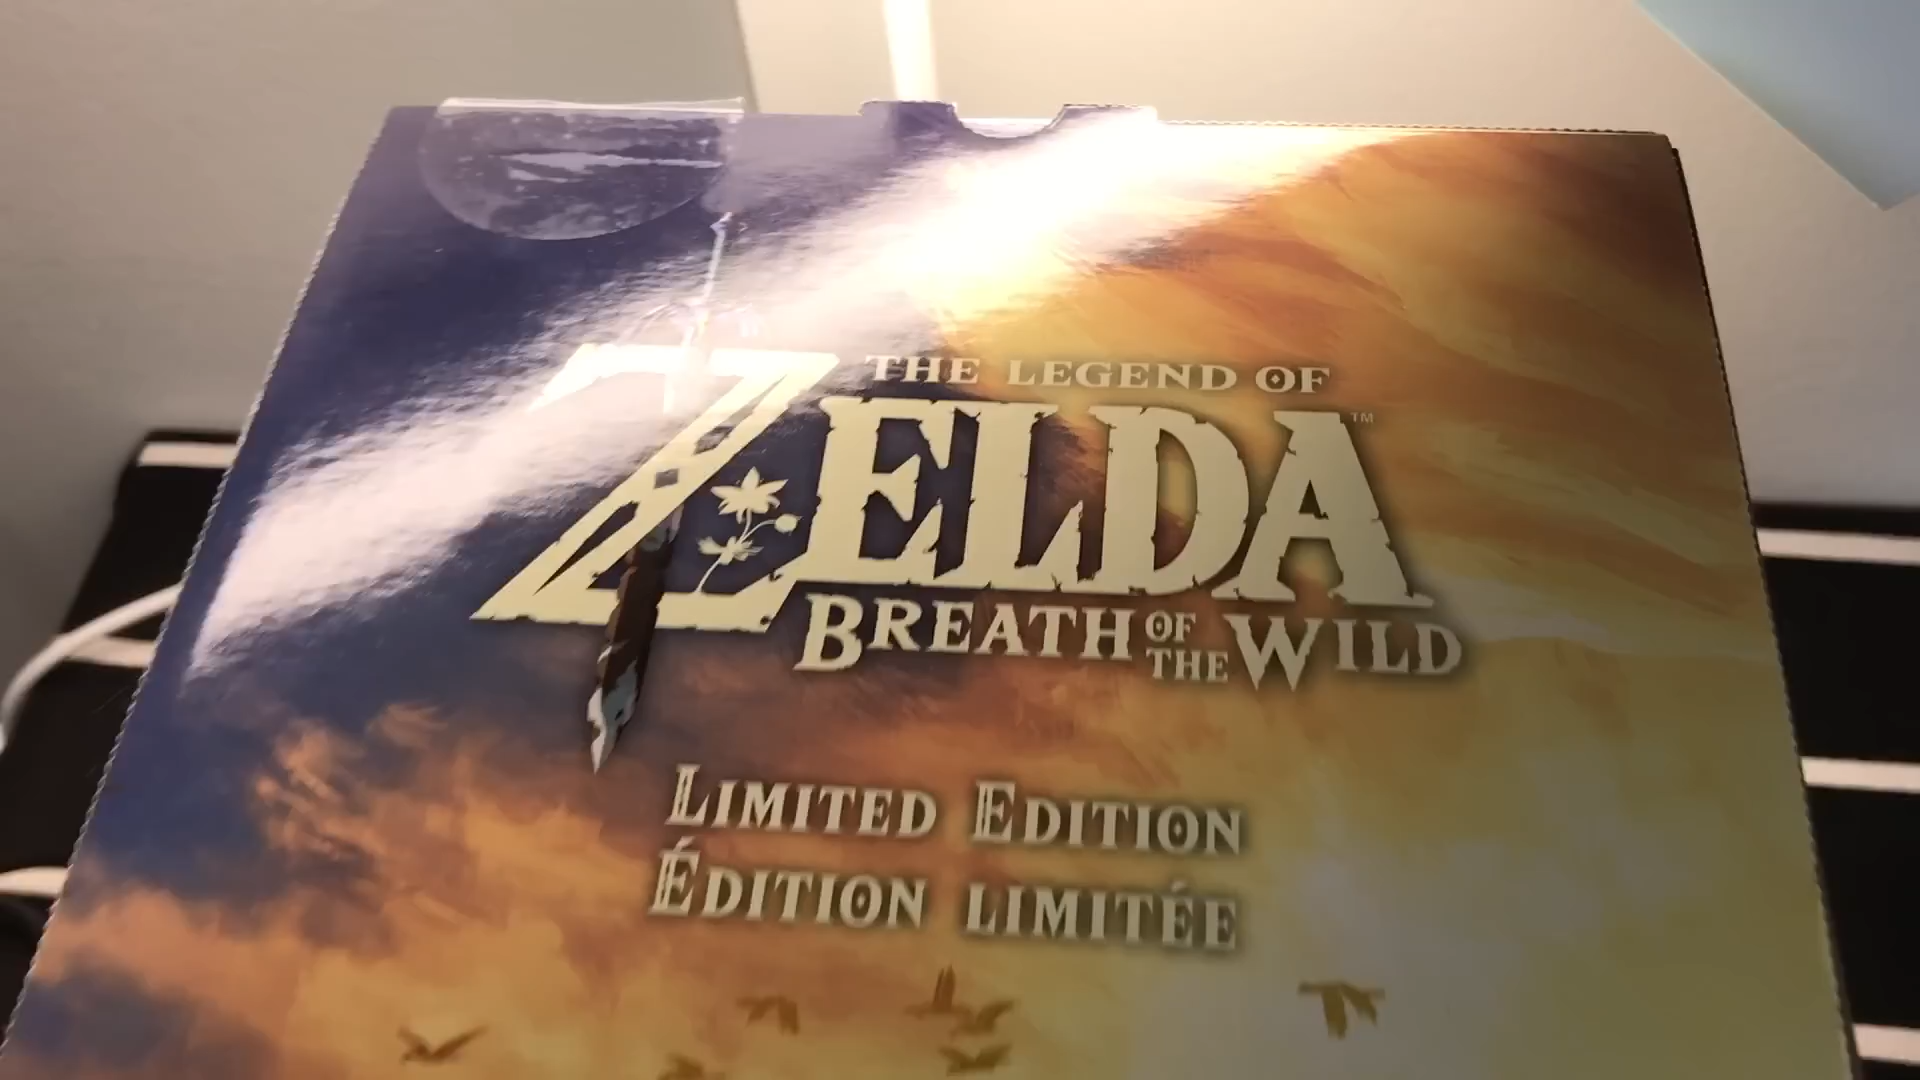 THE LEGEND OF
ZELDA™
BREATH OF THE WILD
LIMITED EDITION
ÉDITION LIMITÉE